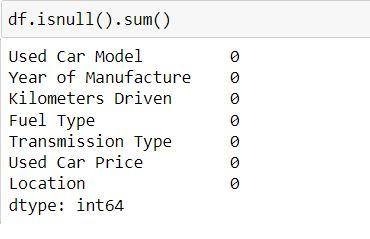 df.isnull().sum()
Used Car Model 0
Year of Manufacture 0
Kilometers Driven 0
Fuel Type 0
Transmission Type 0
Used Car Price 0
Location 0
dtype: int64